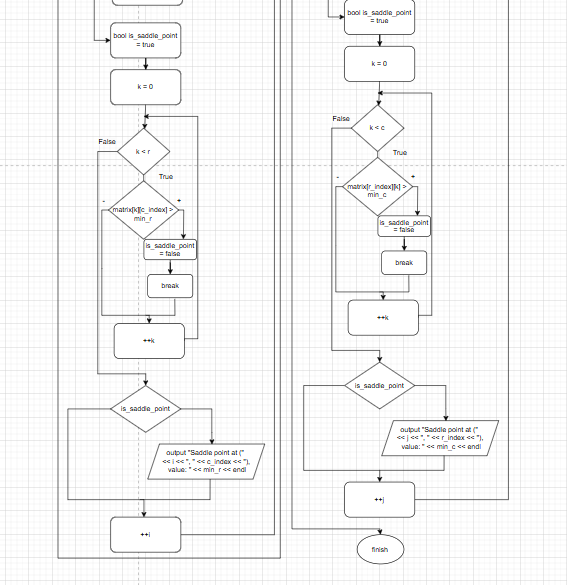 bool is_saddle_point
= true
k = 0
False
k < r
True
-
+
matrix[k][c_index] >
min_r
is_saddle_point
= false
break
++k
is_saddle_point
output "Saddle point at ("
<< i << ", " << c_index << "),
value: " << min_r << endl
++i
bool is_saddle_point
= true
k = 0
False
k < c
True
-
+
matrix[r_index][k] >
min_c
is_saddle_point
= false
break
++k
is_saddle_point
output "Saddle point at ("
<< j << ", " << r_index << "),
value: " << min_c << endl
++j
finish